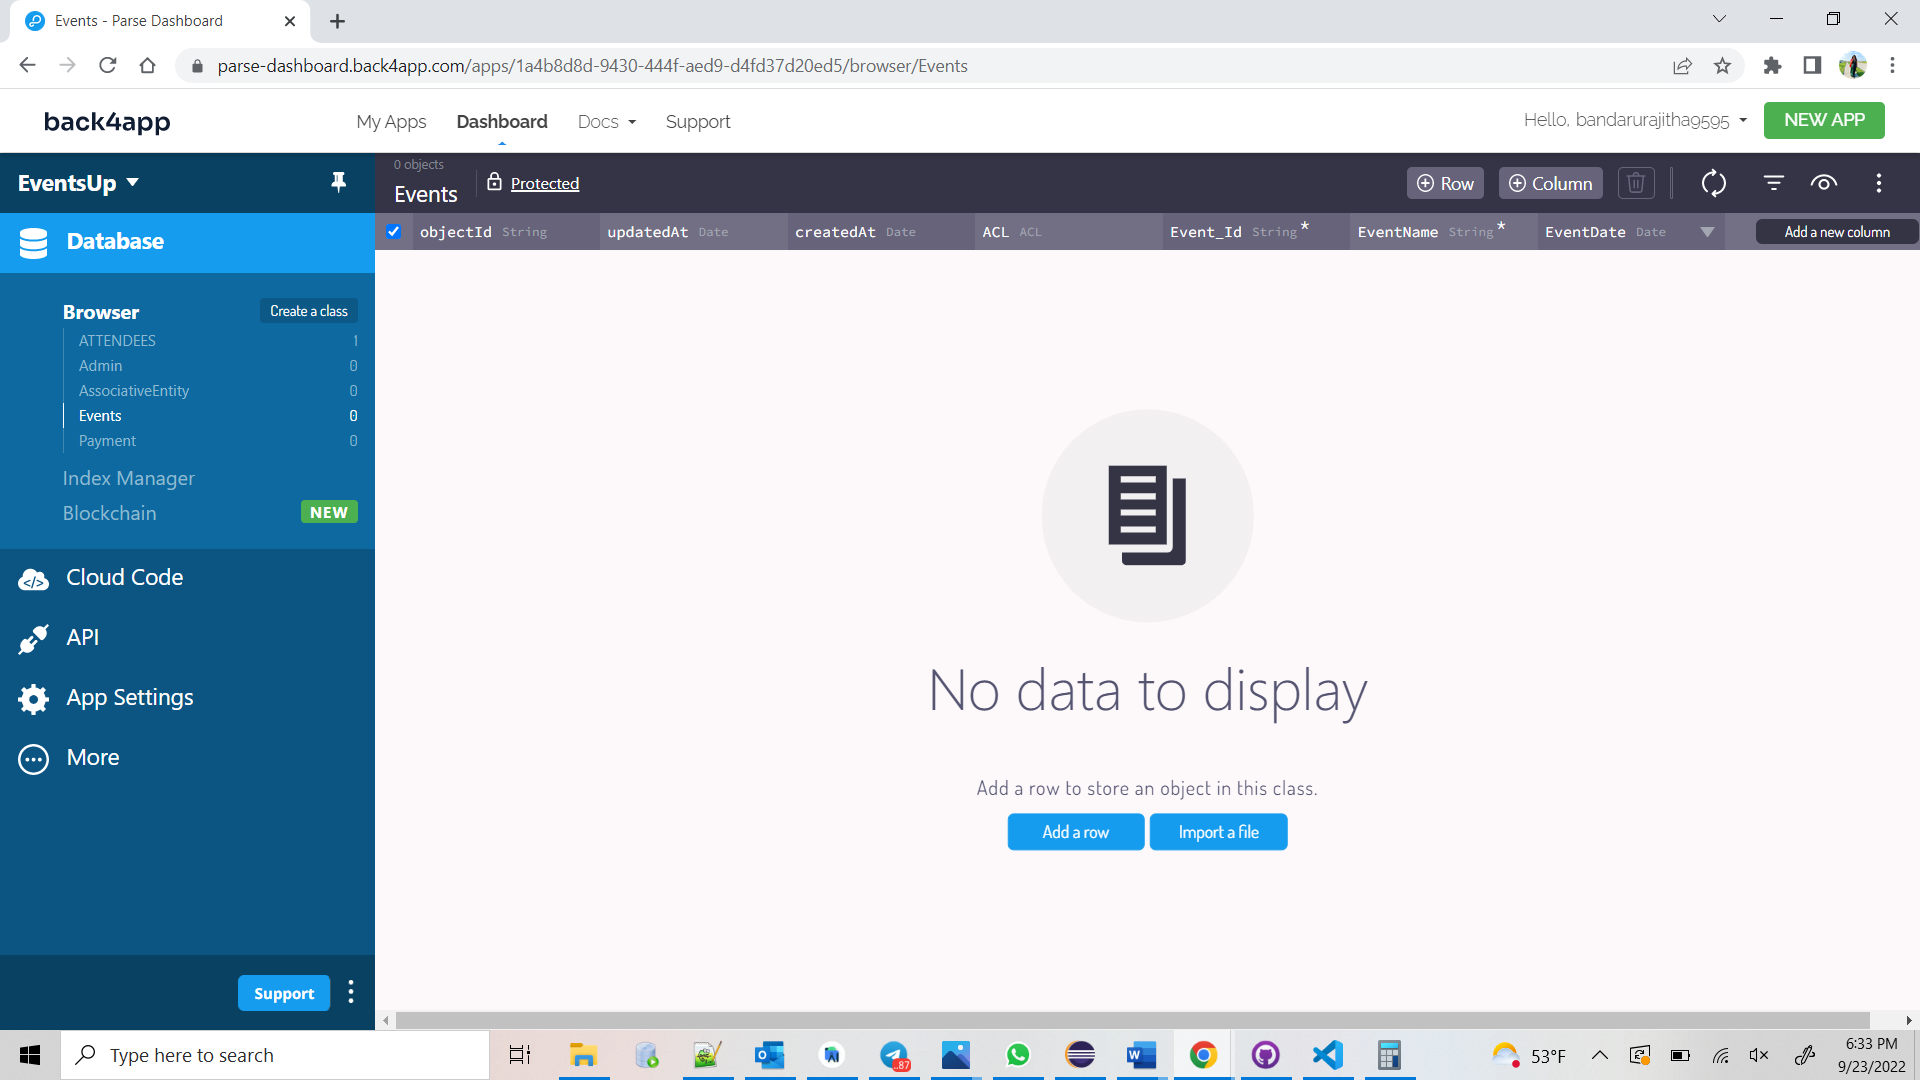 Events - Parse Dashboard
parse-dashboard.back4app.com/apps/1a4b8d8d-9430-444f-aed9-d4fd37d20ed5/browser/Events
back4app
My Apps
Dashboard
Docs
Support
Hello, bandarurajitha9595
NEW APP
EventsUp
0 objects
Events
Protected
Row
Column
Database
objectId String
updatedAt Date
createdAt Date
ACL ACL
Event_Id String *
EventName String *
EventDate Date
Add a new column
Browser
Create a class
ATTENDEES 1
Admin 0
AssociativeEntity 0
Events 0
Payment 0
Index Manager
Blockchain NEW
Cloud Code
API
App Settings
More
No data to display
Add a row to store an object in this class.
Add a row
Import a file
Support
Type here to search
..87
53°F
6:33 PM
9/23/2022